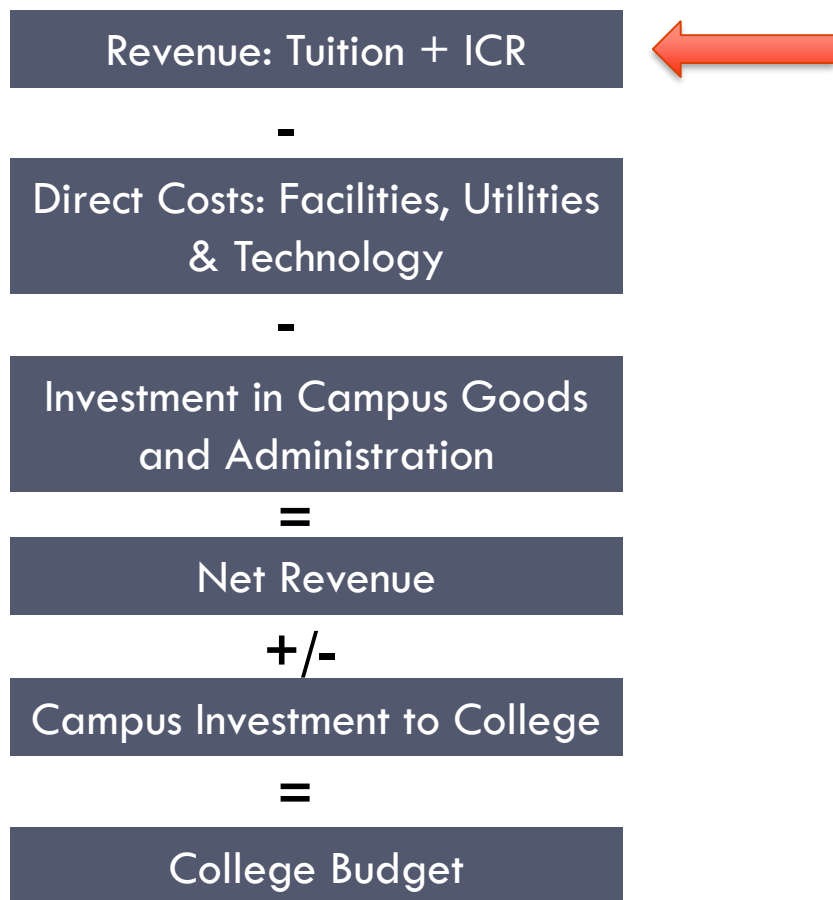 Revenue: Tuition + ICR
-
Direct Costs: Facilities, Utilities
& Technology
-
Investment in Campus Goods
and Administration
=
Net Revenue
+/-
Campus Investment to College
=
College Budget